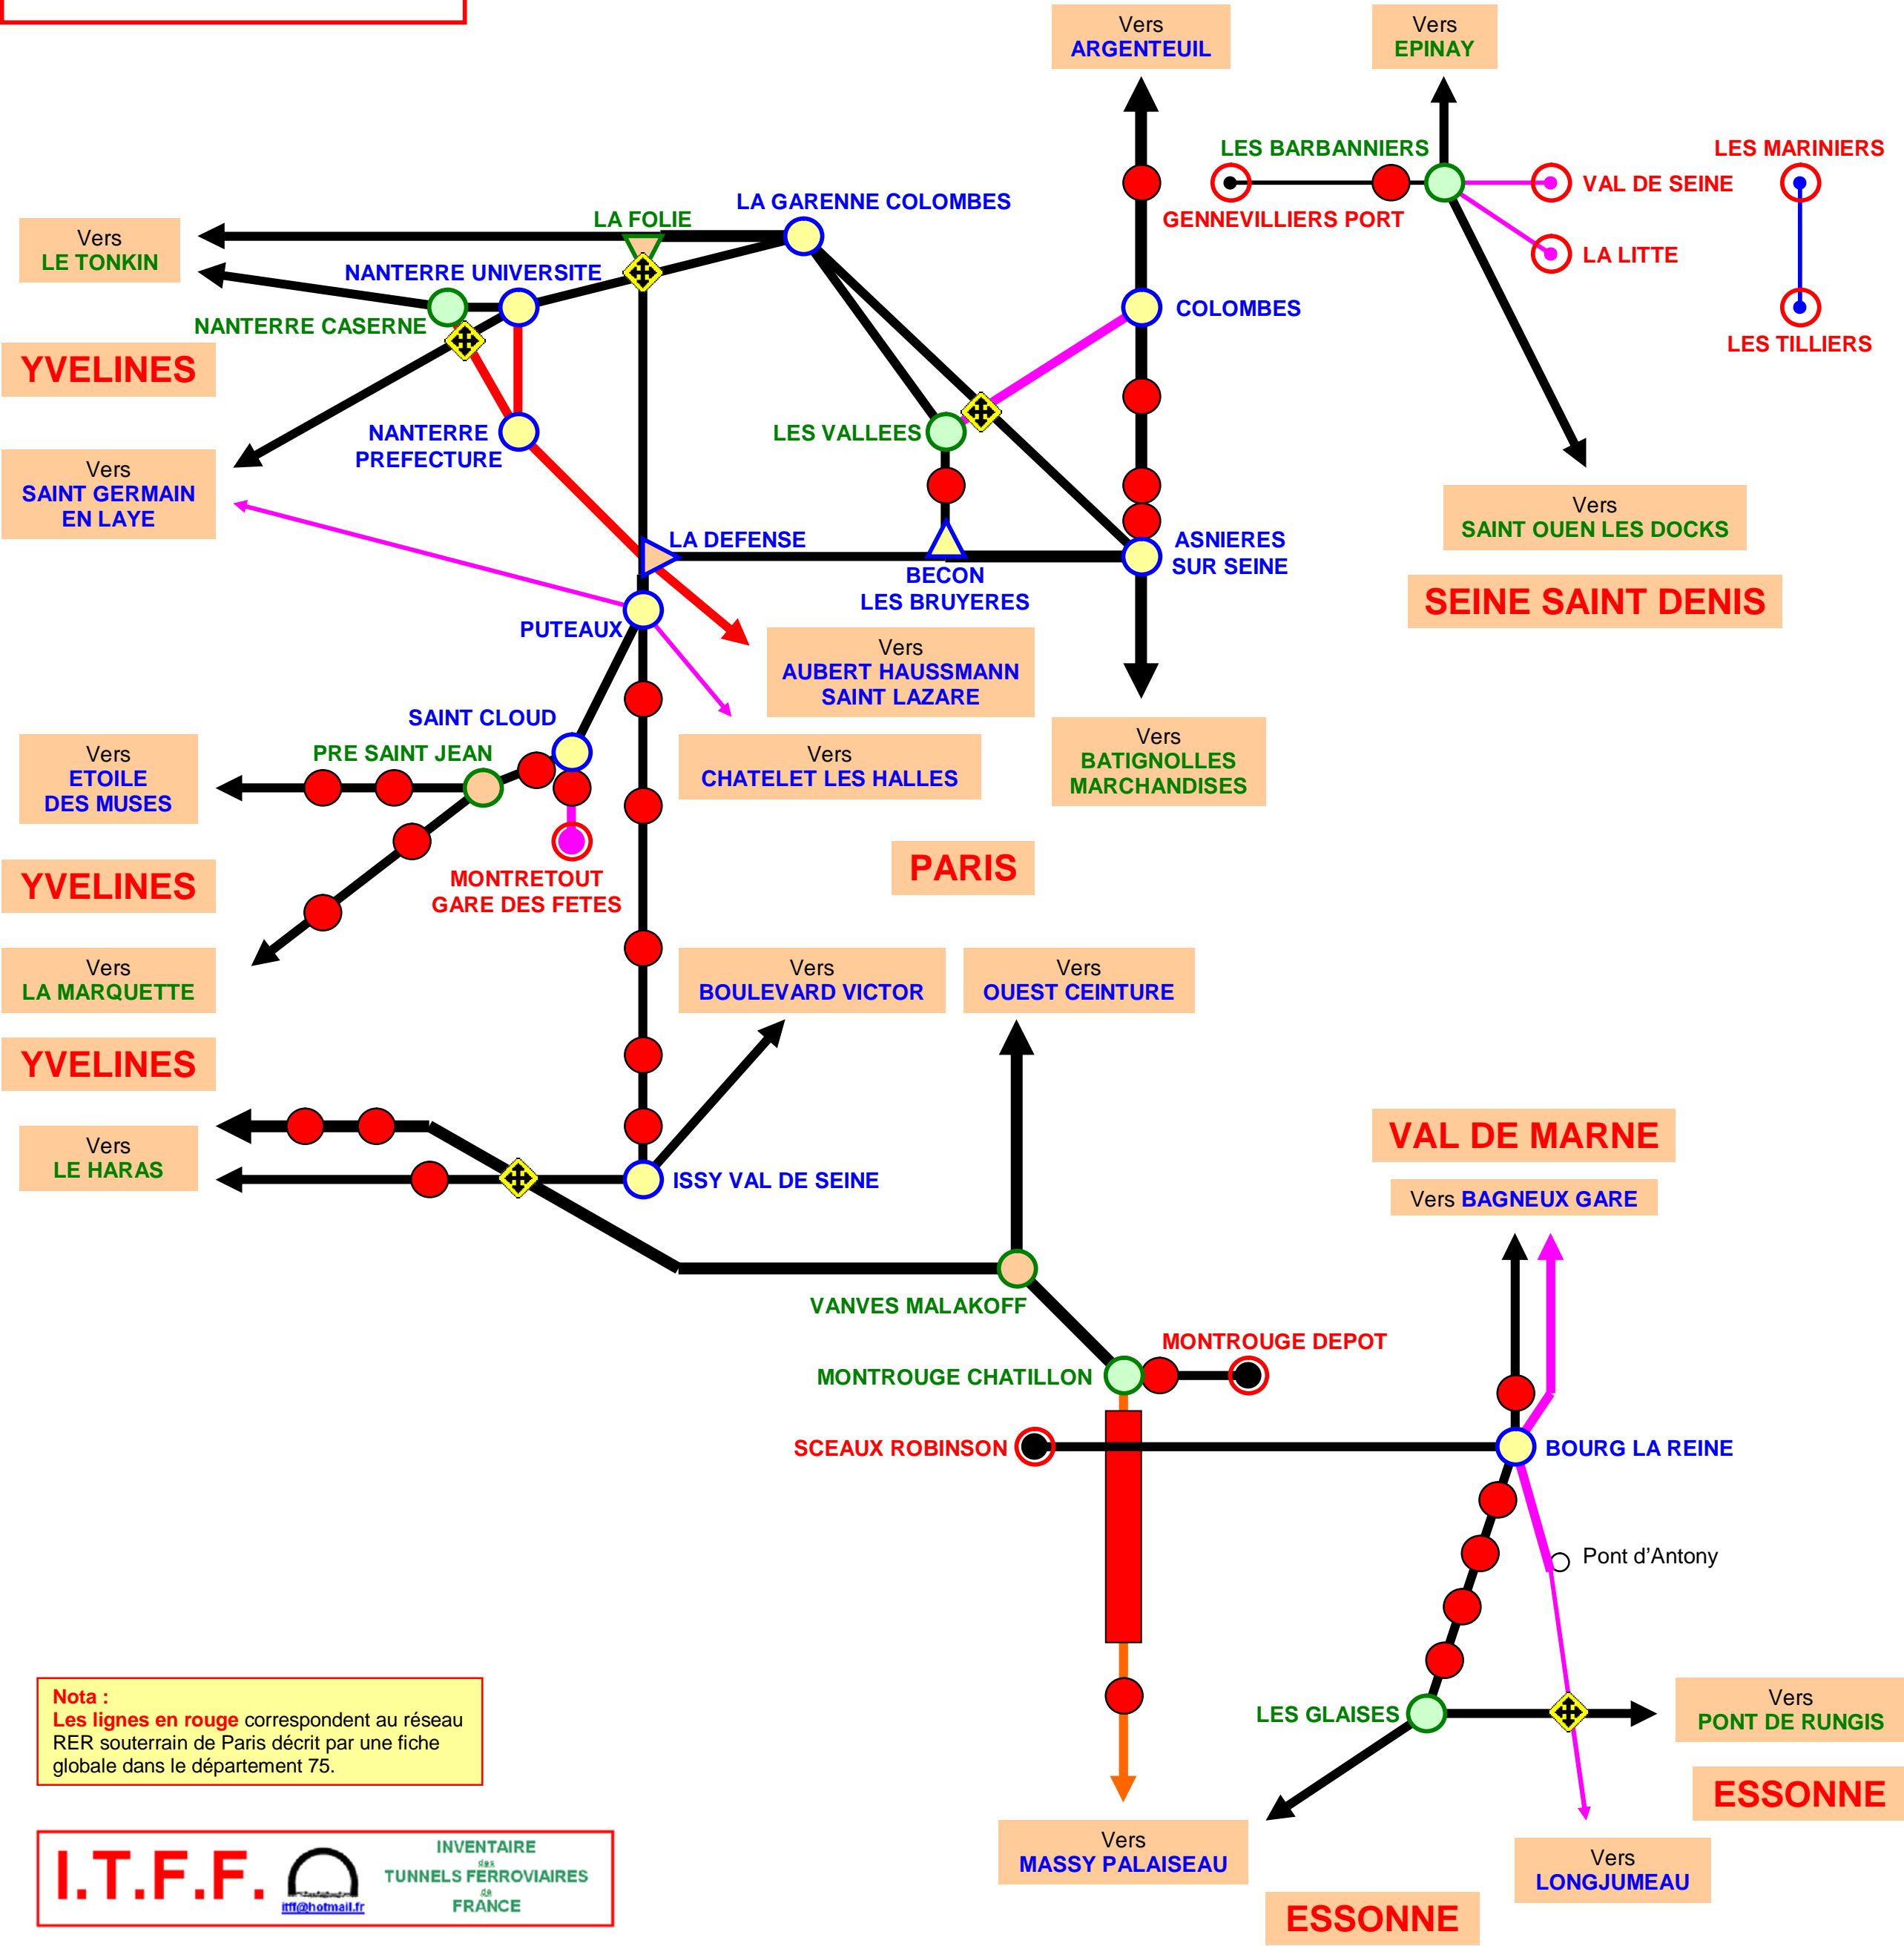 Vers
ARGENTEUIL
Vers
EPINAY
LES BARBANNIERS
LES MARINIERS
VAL DE SEINE
GENNEVILLIERS PORT
LA LITTE
LES TILLIERS
LA GARENNE COLOMBES
LA FOLIE
Vers
LE TONKIN
NANTERRE UNIVERSITE
NANTERRE CASERNE
COLOMBES
YVELINES
NANTERRE
PREFECTURE
LES VALLEES
Vers
SAINT GERMAIN
EN LAYE
Vers
SAINT OUEN LES DOCKS
LA DEFENSE
ASNIERES
SUR SEINE
BECON
LES BRUYERES
SEINE SAINT DENIS
PUTEAUX
Vers
AUBERT HAUSSMANN
SAINT LAZARE
SAINT CLOUD
PRE SAINT JEAN
Vers
ETOILE
DES MUSES
Vers
CHATELET LES HALLES
Vers
BATIGNOLLES
MARCHANDISES
YVELINES
PARIS
MONTRETOUT
GARE DES FETES
Vers
LA MARQUETTE
Vers
BOULEVARD VICTOR
Vers
OUEST CEINTURE
YVELINES
Vers
LE HARAS
ISSY VAL DE SEINE
VAL DE MARNE
Vers BAGNEUX GARE
VANVES MALAKOFF
MONTROUGE DEPOT
MONTROUGE CHATILLON
SCEAUX ROBINSON
BOURG LA REINE
Pont d'Antony
LES GLAISES
Vers
PONT DE RUNGIS
ESSONNE
Nota :
Les lignes en rouge correspondent au réseau
RER souterrain de Paris décrit par une fiche
globale dans le département 75.
Vers
MASSY PALAISEAU
Vers
LONGJUMEAU
ESSONNE
I.T.F.F.
itff@hotmail.fr
INVENTAIRE
des
TUNNELS FERROVIAIRES
de
FRANCE